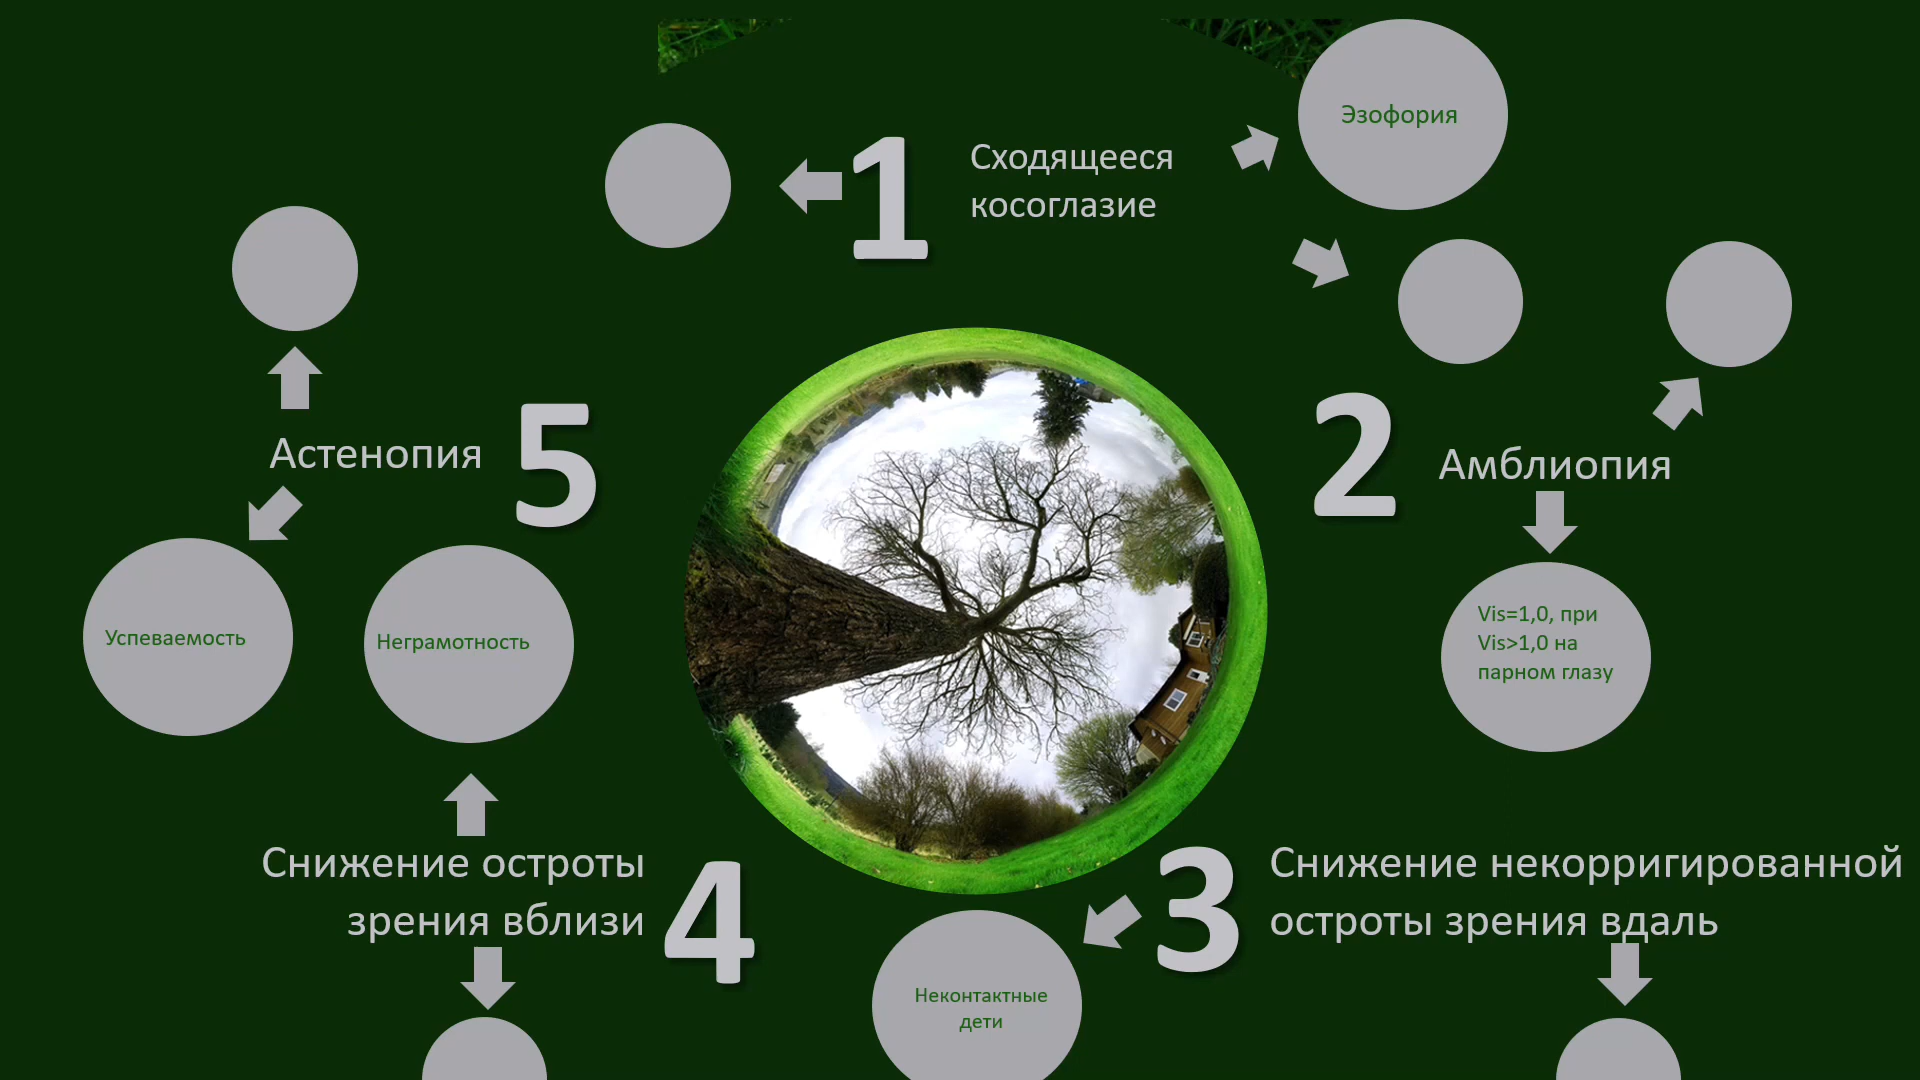 1
Сходящееся
косоглазие
Эзофория
2
Амблиопия
Vis=1,0, при
Vis>1,0 на
парном глазу
3
Снижение некорригированной
остроты зрения вдаль
Неконтактные
дети
4
Снижение остроты
зрения вблизи
Неграмотность
5
Астенопия
Успеваемость